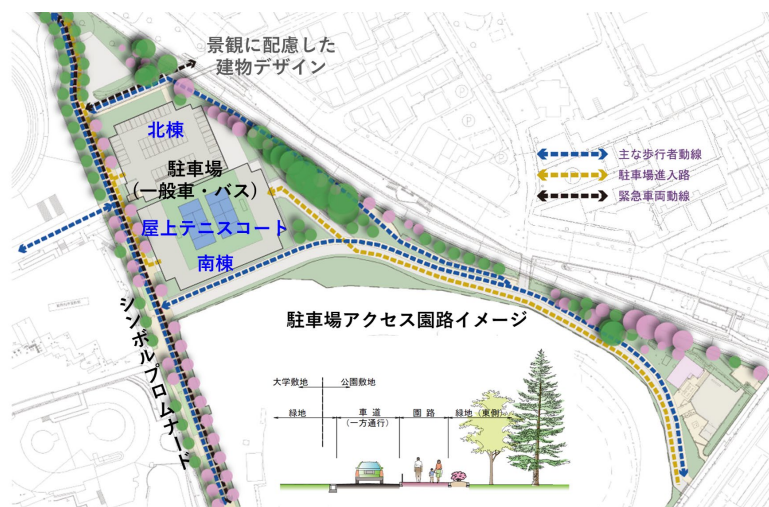 景観に配慮した
建物デザイン
北棟
駐車場
(一般車・バス)
屋上テニスコート
南棟
主な歩行者動線
駐車場進入路
緊急車両動線
P
シンボルプロムナード
駐車場アクセス園路イメージ
大学敷地
公園敷地
緑地
車 道
(一方通行)
園 路
緑地(東側)